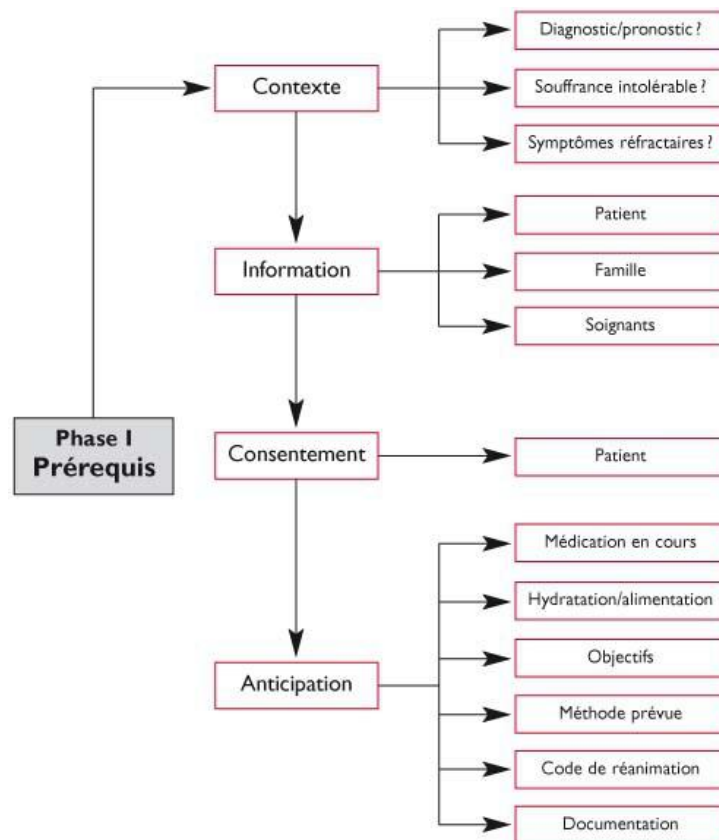 Diagnostic/pronostic ?
Contexte
Souffrance intolérable ?
Symptômes réfractaires ?
Patient
Information
Famille
Soignants
Phase I
Prérequis
Consentement
Patient
Médication en cours
Hydratation/alimentation
Objectifs
Anticipation
Méthode prévue
Code de réanimation
Documentation